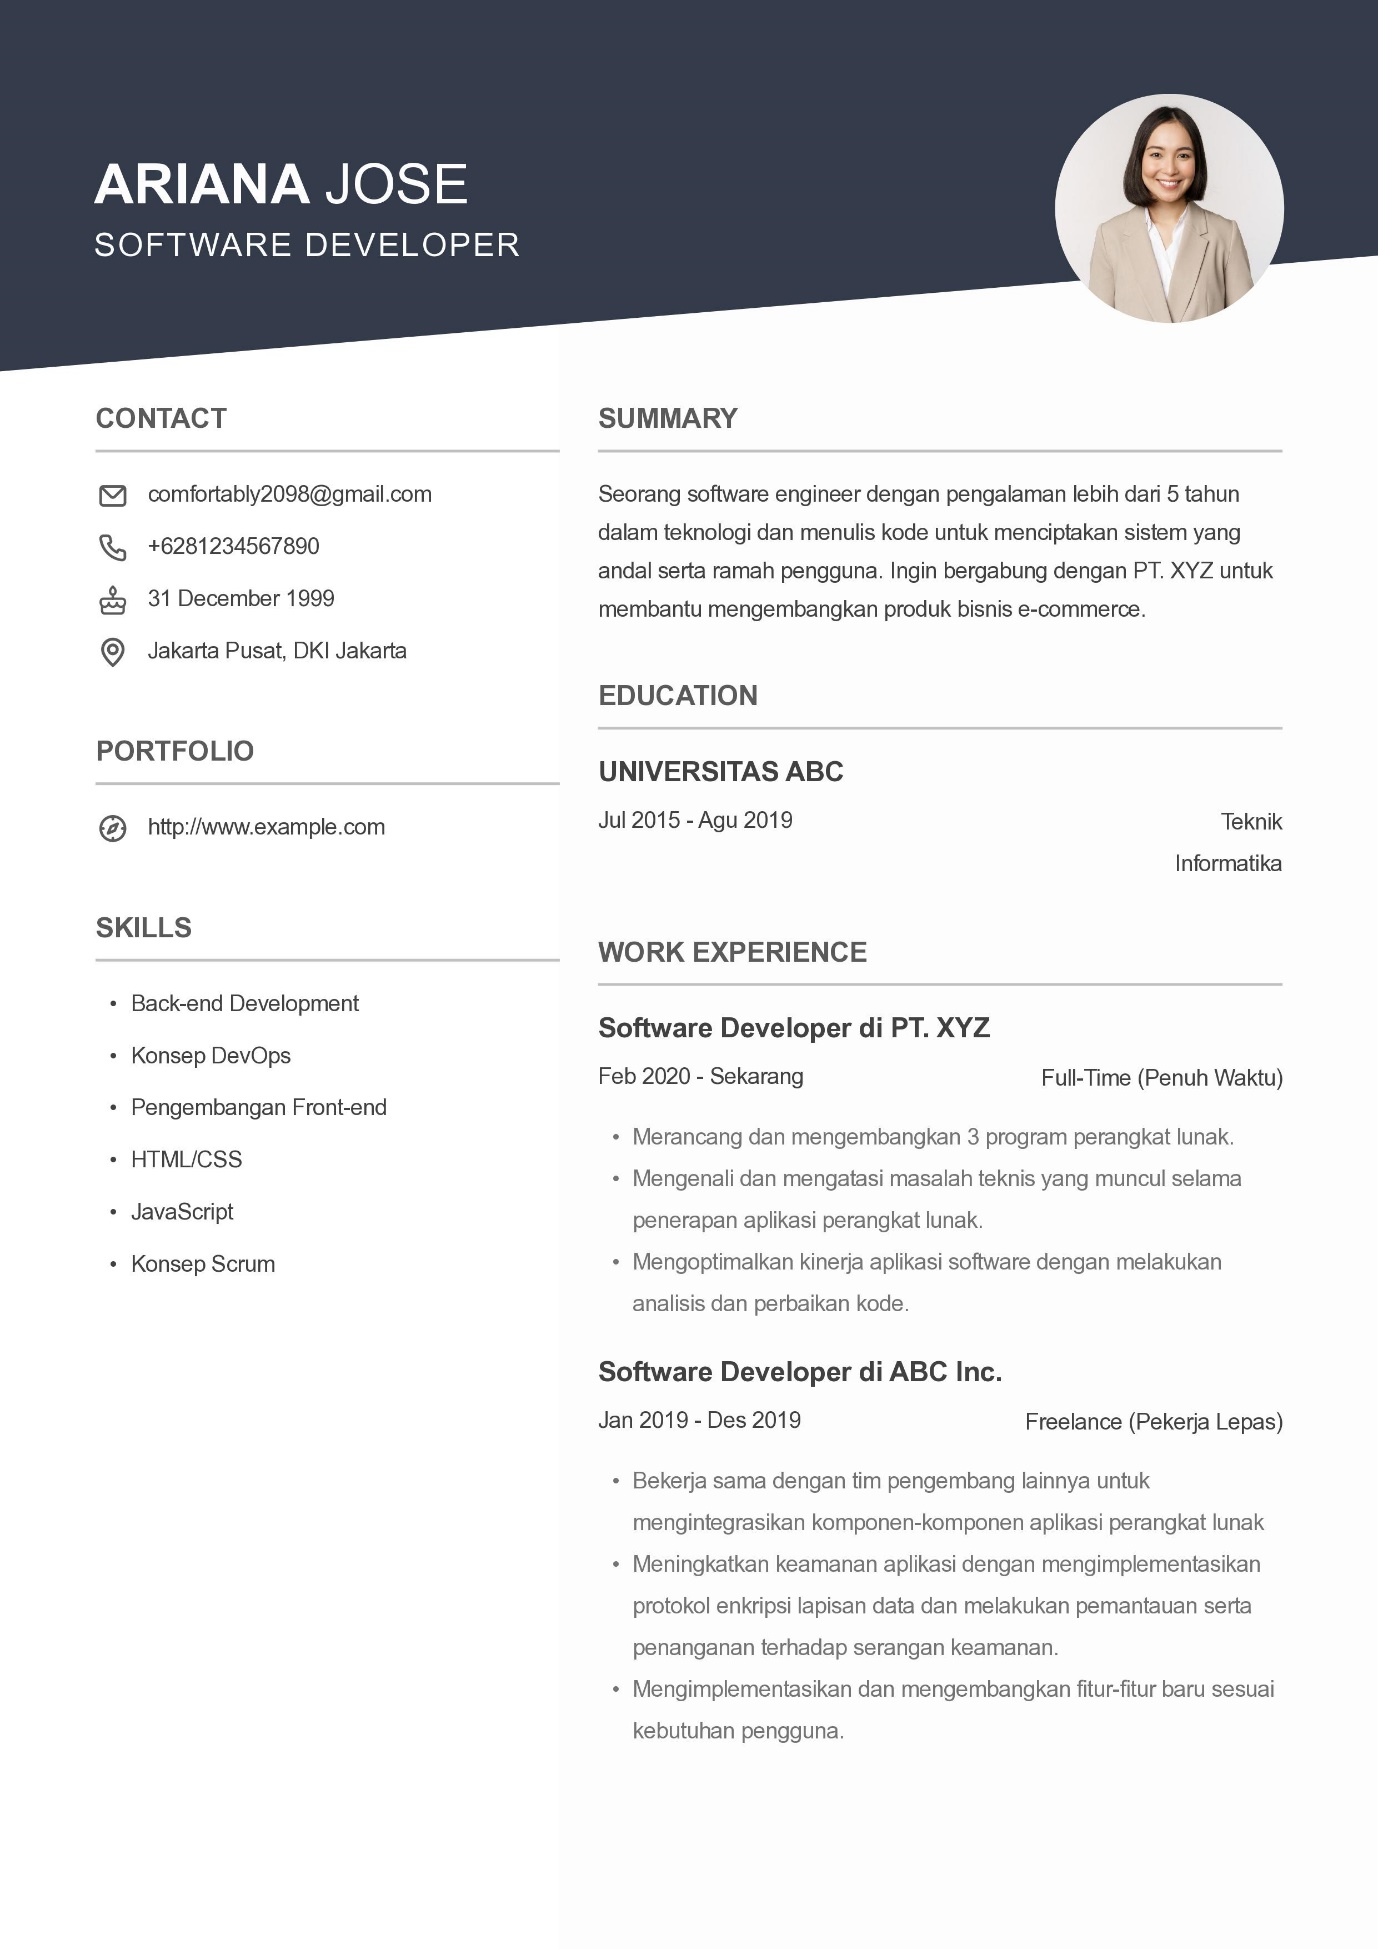 ARIANA JOSE
SOFTWARE DEVELOPER
CONTACT
comfortably2098@gmail.com
+6281234567890
31 December 1999
Jakarta Pusat, DKI Jakarta
PORTFOLIO
http://www.example.com
SKILLS
• Back-end Development
• Konsep DevOps
• Pengembangan Front-end
• HTML/CSS
• JavaScript
• Konsep Scrum
SUMMARY
Seorang software engineer dengan pengalaman lebih dari 5 tahun
dalam teknologi dan menulis kode untuk menciptakan sistem yang
andal serta ramah pengguna. Ingin bergabung dengan PT. XYZ untuk
membantu mengembangkan produk bisnis e-commerce.
EDUCATION
UNIVERSITAS ABC
Jul 2015 - Agu 2019 Teknik
Informatika
WORK EXPERIENCE
Software Developer di PT. XYZ
Feb 2020 - Sekarang Full-Time (Penuh Waktu)
• Merancang dan mengembangkan 3 program perangkat lunak.
• Mengenali dan mengatasi masalah teknis yang muncul selama
penerapan aplikasi perangkat lunak.
• Mengoptimalkan kinerja aplikasi software dengan melakukan
analisis dan perbaikan kode.
Software Developer di ABC Inc.
Jan 2019 - Des 2019 Freelance (Pekerja Lepas)
• Bekerja sama dengan tim pengembang lainnya untuk
mengintegrasikan komponen-komponen aplikasi perangkat lunak
• Meningkatkan keamanan aplikasi dengan mengimplementasikan
protokol enkripsi lapisan data dan melakukan pemantauan serta
penanganan terhadap serangan keamanan.
• Mengimplementasikan dan mengembangkan fitur-fitur baru sesuai
kebutuhan pengguna.